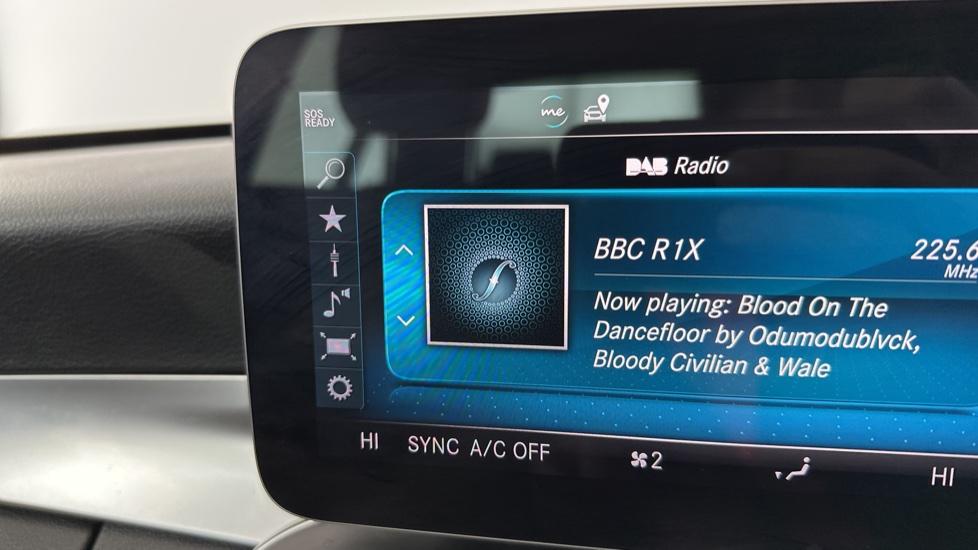 SOS
READY
me
DAB Radio
BBC R1X
225.6
MHz
Now playing: Blood On The
Dancefloor by Odumodublvck,
Bloody Civilian & Wale
HI SYNC A/C OFF 2 HI